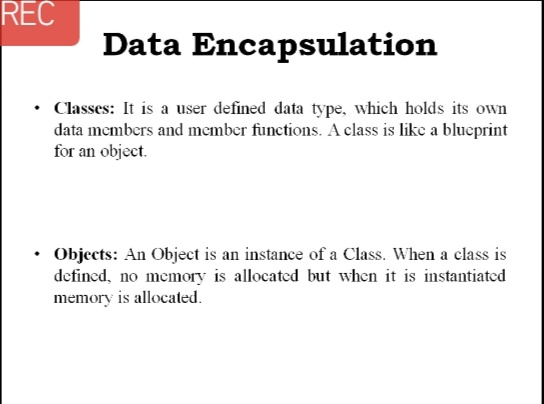 REC
Data Encapsulation
• Classes: It is a user defined data type, which holds its own
data members and member functions. A class is like a blueprint
for an object.
• Objects: An Object is an instance of a Class. When a class is
defined, no memory is allocated but when it is instantiated
memory is allocated.